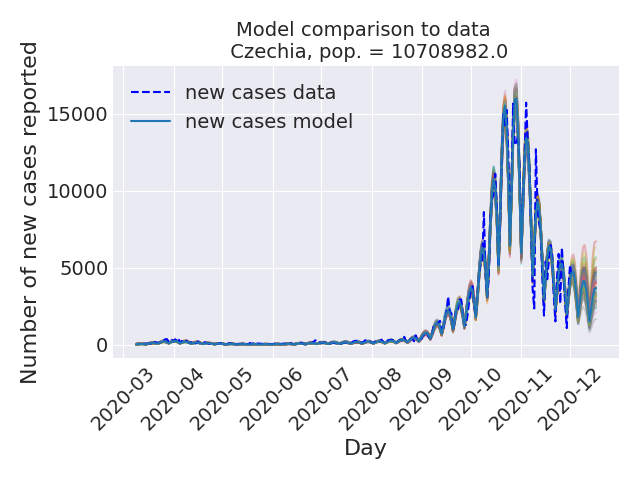 Model comparison to data
Czechia, pop. = 10708982.0
Number of new cases reported
new cases data
new cases model
15000
10000
5000
0
2020-03
2020-04
2020-05
2020-06
2020-07
2020-08
2020-09
2020-10
2020-11
2020-12
Day